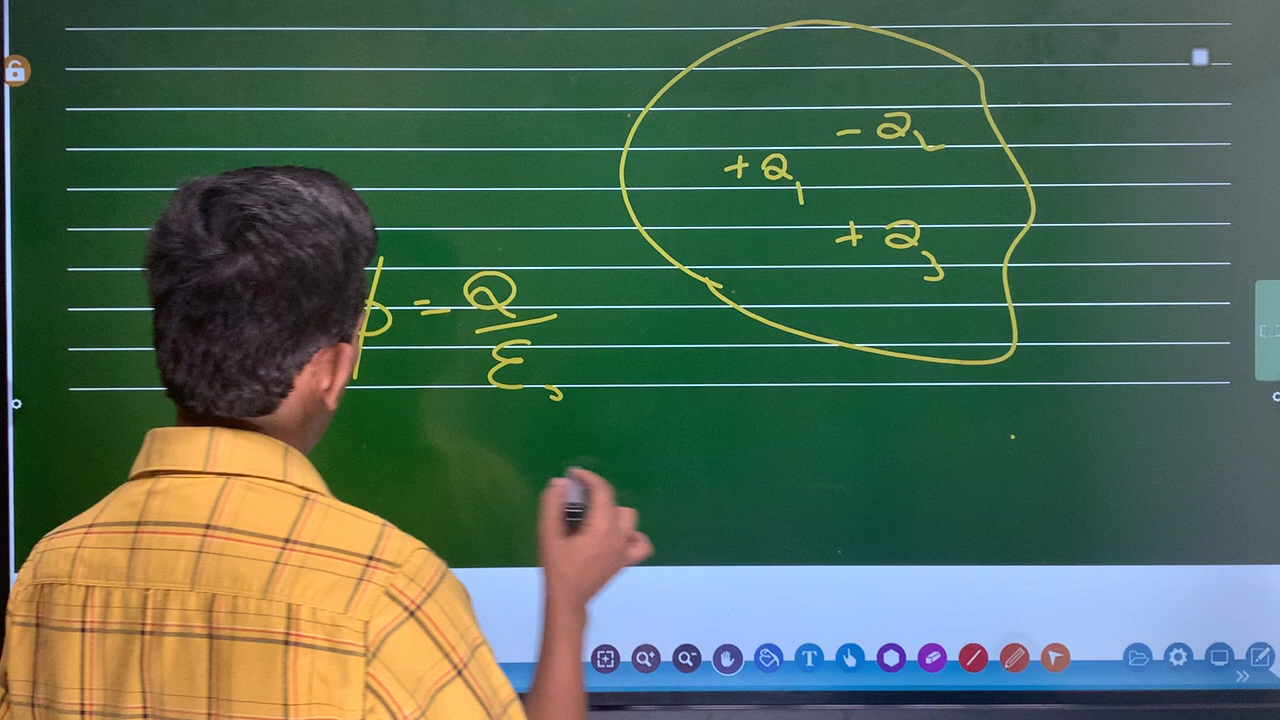 - Q₂
+ Q₁
+ Q₃
ϕ = Q / ε₀
T